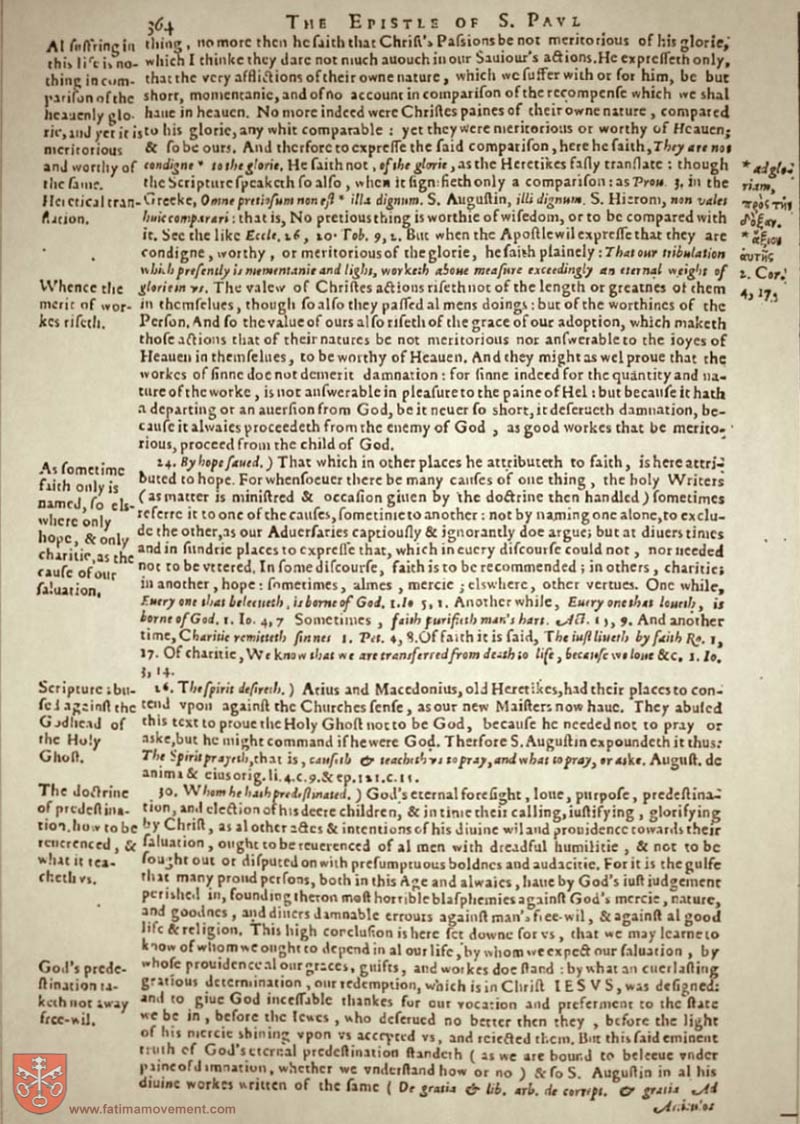 364 THE EPISTLE OF S. PAVL
Al ſuffring in
this life is no-
thing in com-
pariſon of the
heauenly glo-
rie, and yet it is
meritorious
and worthy of
the ſame.
Heretical tran-
ſlation.
thing, no more then he ſaith that Chriſt's Paſsions be not meritorious of his glorie;
which I thinke they dare not much auouch in our Sauiour's actions. He expreſſeth only,
that the very afflictions of their owne nature, which we ſuffer with or for him, be but
short, momentanie, and of no account in compariſon of the recompenſe which we shal
haue in heauen. No more indeed were Chriſtes paines of their owne nature, compared
to his glorie, any whit comparable: yet they were meritorious or worthy of Heauen;
& ſo be ours. And therfore to expreſſe the ſaid compariſon, here he ſaith, They are not
condigne * to the glorie. He ſaith not, of the glorie, as the Heretikes falſly tranſlate: though
the Scripture ſpeaketh ſo alſo, when it ſignifieth only a compariſon: as Prou. 3. in the
Greeke, Omne pretioſum non eſt * illa dignum. S. Auguſtin, illi dignum. S. Hierom, non valet
huic comparari: that is, No pretious thing is worthie of wiſedom, or to be compared with
it. See the like Eccle. 26, 20. Tob. 9, 2. But when the Apoſtle wil expreſſe that they are
condigne, worthy, or meritorious of the glorie, he ſaith plainely: That our tribulation
which preſently is momentanie and light, worketh aboue meaſure exceedingly an eternal weight of
glorie in vs. The valew of Chriſtes actions riſeth not of the length or greatnes of them
in themſelues, though ſo alſo they paſſed al mens doings: but of the worthines of the
Perſon. And ſo the value of ours alſo riſeth of the grace of our adoption, which maketh
thoſe actions that of their natures be not meritorious nor anſwerable to the ioyes of
Heauen in themſelues, to be worthy of Heauen. And they might as wel proue that the
workes of ſinne doe not demerit damnation: for ſinne indeed for the quantity and na-
ture of the worke, is not anſwerable in pleaſure to the paine of Hel: but becauſe it hath
a departing or an auerſion from God, be it neuer ſo short, it deſerueth damnation, be-
cauſe it alwaies proceedeth from the enemy of God, as good workes that be merito-
rious, proceed from the child of God.
* ad glo-
riam,
πρὸς τὴν
δόξαν.
* ἄξιον
αυτῆς
2. Cor.
4, 17.
Whence the
merit of wor-
kes riſeth.
As ſometime
faith only is
named, ſo els-
where only
hope, & only
charitie, as the
cauſe of our
ſaluation,
24. By hope ſaued.) That which in other places he attributeth to faith, is here attri-
buted to hope. For whenſoeuer there be many cauſes of one thing, the holy Writers
(as matter is miniſtred & occaſion giuen by the doctrine then handled) ſometimes
referre it to one of the cauſes, ſometime to another: not by naming one alone, to exclu-
de the other, as our Aduerſaries captiouſly & ignorantly doe argue; but at diuers times
and in ſundrie places to expreſſe that, which in euery diſcourſe could not, nor needed
not to be vttered. In ſome diſcourſe, faith is to be recommended; in others, charitie;
in another, hope: ſometimes, almes, mercie; elswhere, other vertues. One while,
Euery one that beleeueth, is borne of God. 1. Io 5, 1. Another while, Euery one that loueth, is
borne of God. 1. Io. 4, 7 Sometimes, faith purifieth man's hart. Act. 15, 9. And another
time, Charitie remitteth ſinnes 1. Pet. 4, 8. Of faith it is ſaid, The iuſt liueth by faith Ro. 1,
17. Of charitie, We know that we are transferred from death to life, becauſe we loue &c. 1. Io.
3, 14.
Scripture abu-
ſed againſt the
Godhead of
the Holy
Ghoſt.
26. The ſpirit deſireth.) Arius and Macedonius, old Heretikes, had their places to con-
tend vpon againſt the Churches ſenſe, as our new Maiſters now haue. They abuſed
this text to proue the Holy Ghoſt not to be God, becauſe he needed not to pray or
aske, but he might command if he were God. Therfore S. Auguſtin expoundeth it thus:
The Spirit prayeth, that is, cauſeth & teacheth vs to pray, and what to pray, or aske. Auguſt. de
anima & eius orig. li. 4. c. 9. & ep. 121. c. 15.
The doctrine
of predeſtina-
tion, how to be
reuerenced, &
what it tea-
cheth vs.
30. Whom he hath predeſtinated.) God's eternal foreſight, loue, purpoſe, predeſtina-
tion, and election of his deere children, & in time their calling, iuſtifying, glorifying
by Chriſt, as al other actes & intentions of his diuine wil and prouidence towards their
ſaluation, ought to be reuerenced of al men with dreadful humilitie, & not to be
ſought out or diſputed on with preſumptuous boldnes and audacitie. For it is the gulfe
that many proud perſons, both in this Age and alwaies, haue by God's iuſt iudgement
perished in, founding theron moſt horrible blaſphemies againſt God's mercie, nature,
and goodnes, and diuers damnable errours againſt man's free-wil, & againſt al good
life & religion. This high concluſion is here ſet downe for vs, that we may learne to
know of whom we ought to depend in al our life, by whom we expect our ſaluation, by
whoſe prouidence al our graces, guifts, and workes doe ſtand: by what an euerlaſting
gratious determination, our redemption, which is in Chriſt IESVS, was deſigned:
and to giue God inceſſable thankes for our vocation and preferment to the ſtate
we be in, before the Iewes, who deſerued no better then they, before the light
of his mercie shining vpon vs accepted vs, and reiected them. But this ſaid eminent
truth of God's eternal predeſtination ſtandeth (as we are bound to beleeue vnder
paine of damnation, whether we vnderſtand how or no) & ſo S. Auguſtin in al his
diuine workes written of the ſame (De gratia & lib. arb. de corrept. & gratia Ad
God's prede-
ſtination ta-
keth not away
free-wil.
www.fatimamovement.com